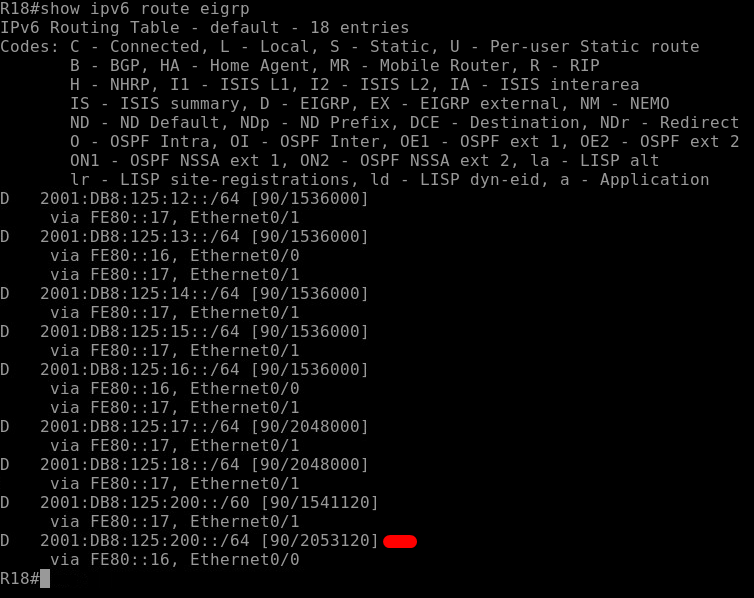 R18#show ipv6 route eigrp
IPv6 Routing Table - default - 18 entries
Codes: C - Connected, L - Local, S - Static, U - Per-user Static route
       B - BGP, HA - Home Agent, MR - Mobile Router, R - RIP
       H - NHRP, I1 - ISIS L1, I2 - ISIS L2, IA - ISIS interarea
       IS - ISIS summary, D - EIGRP, EX - EIGRP external, NM - NEMO
       ND - ND Default, NDp - ND Prefix, DCE - Destination, NDr - Redirect
       O - OSPF Intra, OI - OSPF Inter, OE1 - OSPF ext 1, OE2 - OSPF ext 2
       ON1 - OSPF NSSA ext 1, ON2 - OSPF NSSA ext 2, la - LISP alt
       lr - LISP site-registrations, ld - LISP dyn-eid, a - Application
D   2001:DB8:125:12::/64 [90/1536000]
     via FE80::17, Ethernet0/1
D   2001:DB8:125:13::/64 [90/1536000]
     via FE80::16, Ethernet0/0
     via FE80::17, Ethernet0/1
D   2001:DB8:125:14::/64 [90/1536000]
     via FE80::17, Ethernet0/1
D   2001:DB8:125:15::/64 [90/1536000]
     via FE80::17, Ethernet0/1
D   2001:DB8:125:16::/64 [90/1536000]
     via FE80::16, Ethernet0/0
     via FE80::17, Ethernet0/1
D   2001:DB8:125:17::/64 [90/2048000]
     via FE80::17, Ethernet0/1
D   2001:DB8:125:18::/64 [90/2048000]
     via FE80::17, Ethernet0/1
D   2001:DB8:125:200::/60 [90/1541120]
     via FE80::17, Ethernet0/1
D   2001:DB8:125:200::/64 [90/2053120]
     via FE80::16, Ethernet0/0
R18#